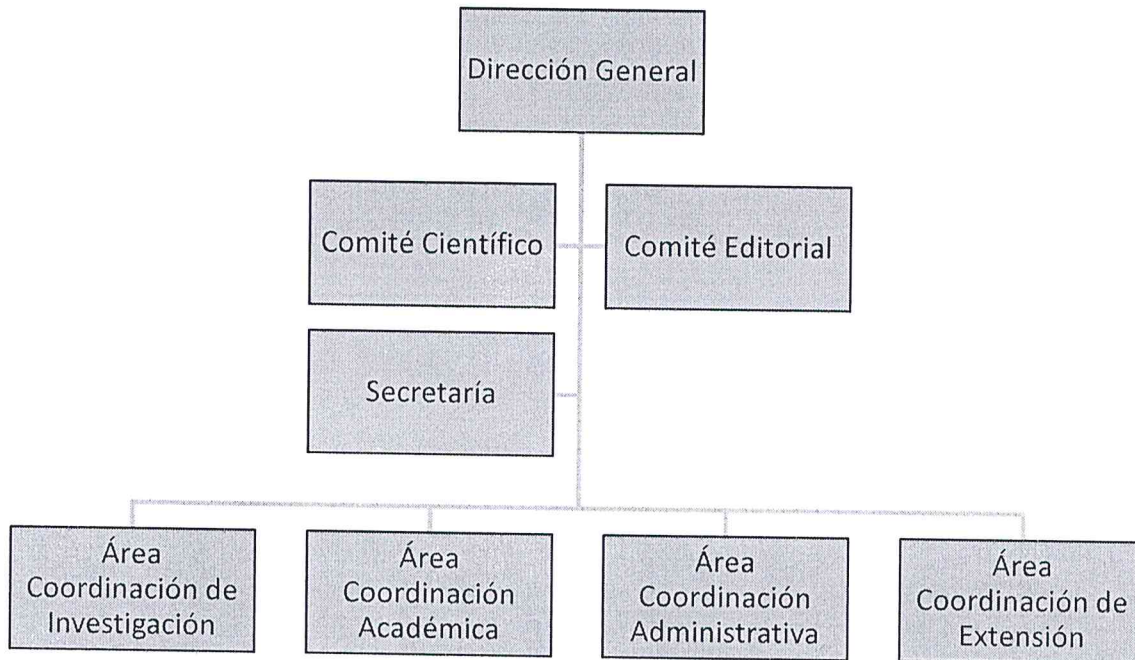 Dirección General
Comité Científico
Comité Editorial
Secretaría
Área
Coordinación de
Investigación
Área
Coordinación
Académica
Área
Coordinación
Administrativa
Área
Coordinación de
Extensión